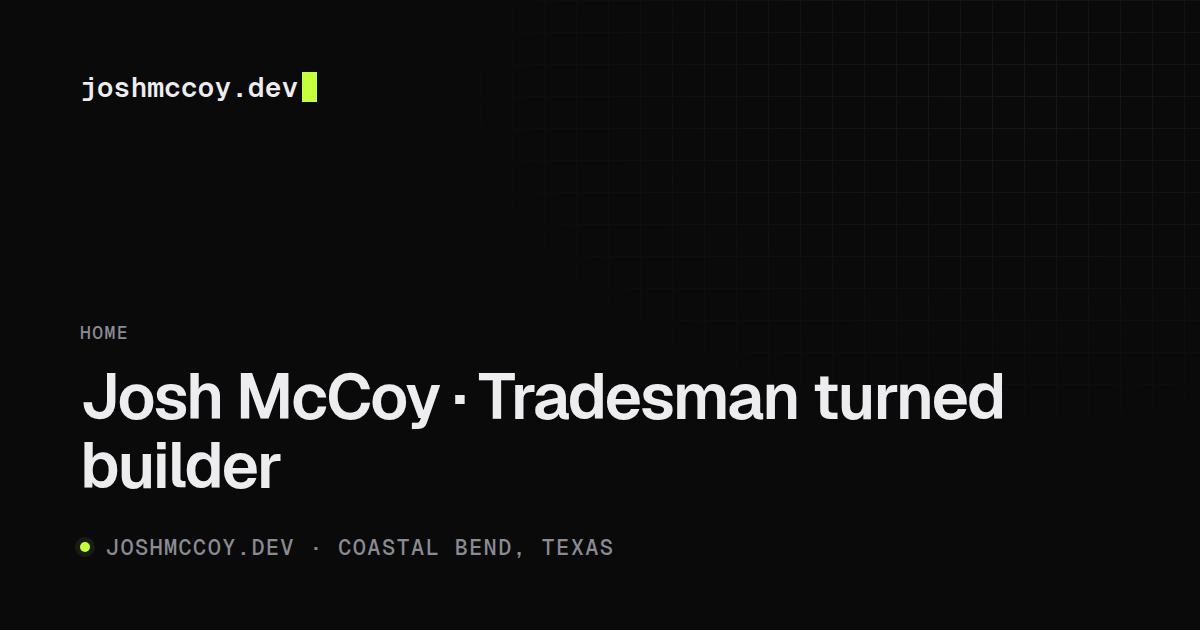 joshmccoy.dev
HOME
Josh McCoy · Tradesman turned
builder
JOSHMCCOY.DEV · COASTAL BEND, TEXAS